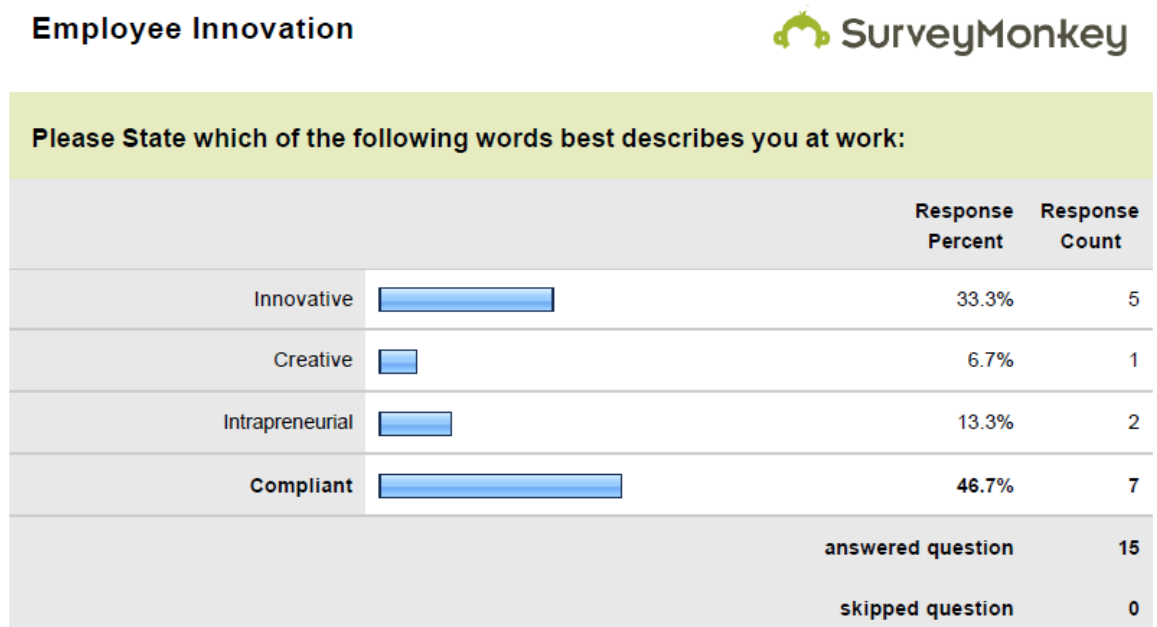 Employee Innovation
SurveyMonkey
Please State which of the following words best describes you at work:
Response Percent
Response Count
Innovative 33.3% 5
Creative 6.7% 1
Intrapreneurial 13.3% 2
Compliant 46.7% 7
answered question 15
skipped question 0